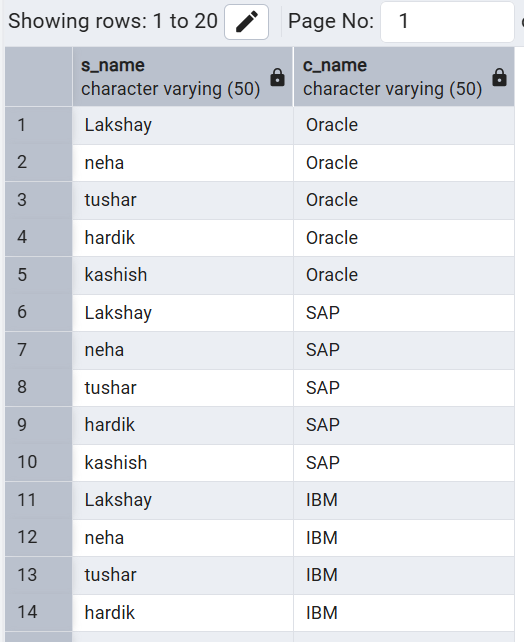 Showing rows: 1 to 20 Page No: 1
s_name c_name
character varying (50) character varying (50)
1 Lakshay Oracle
2 neha Oracle
3 tushar Oracle
4 hardik Oracle
5 kashish Oracle
6 Lakshay SAP
7 neha SAP
8 tushar SAP
9 hardik SAP
10 kashish SAP
11 Lakshay IBM
12 neha IBM
13 tushar IBM
14 hardik IBM